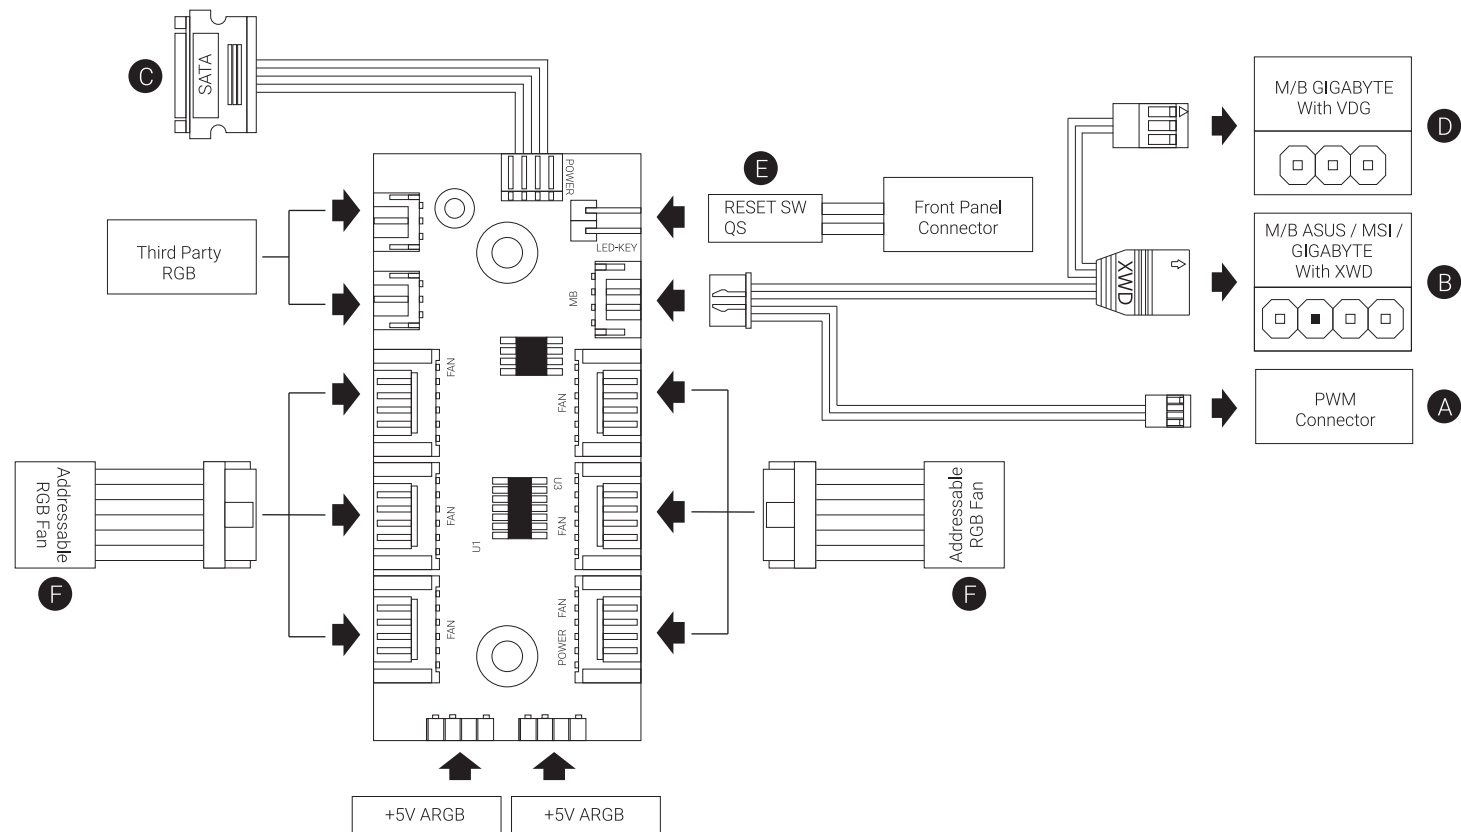 C
SATA
POWER
M/B GIGABYTE
With VDG
D
E
RESET SW
QS
Front Panel
Connector
Third Party
RGB
LED-KEY
MB
XWD
M/B ASUS / MSI /
GIGABYTE
With XWD
B
FAN
FAN
PWM
Connector
A
Addressable
RGB Fan
F
FAN
U1
U3
FAN
Addressable
RGB Fan
F
FAN
FAN
POWER
+5V ARGB
+5V ARGB